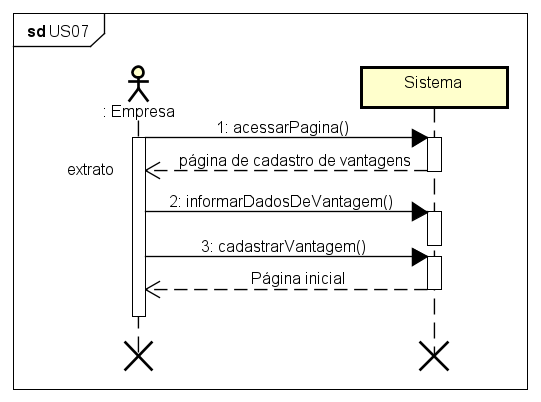 sd US07
Sistema
: Empresa
1: acessarPagina()
página de cadastro de vantagens
extrato
2: informarDadosDeVantagem()
3: cadastrarVantagem()
Página inicial